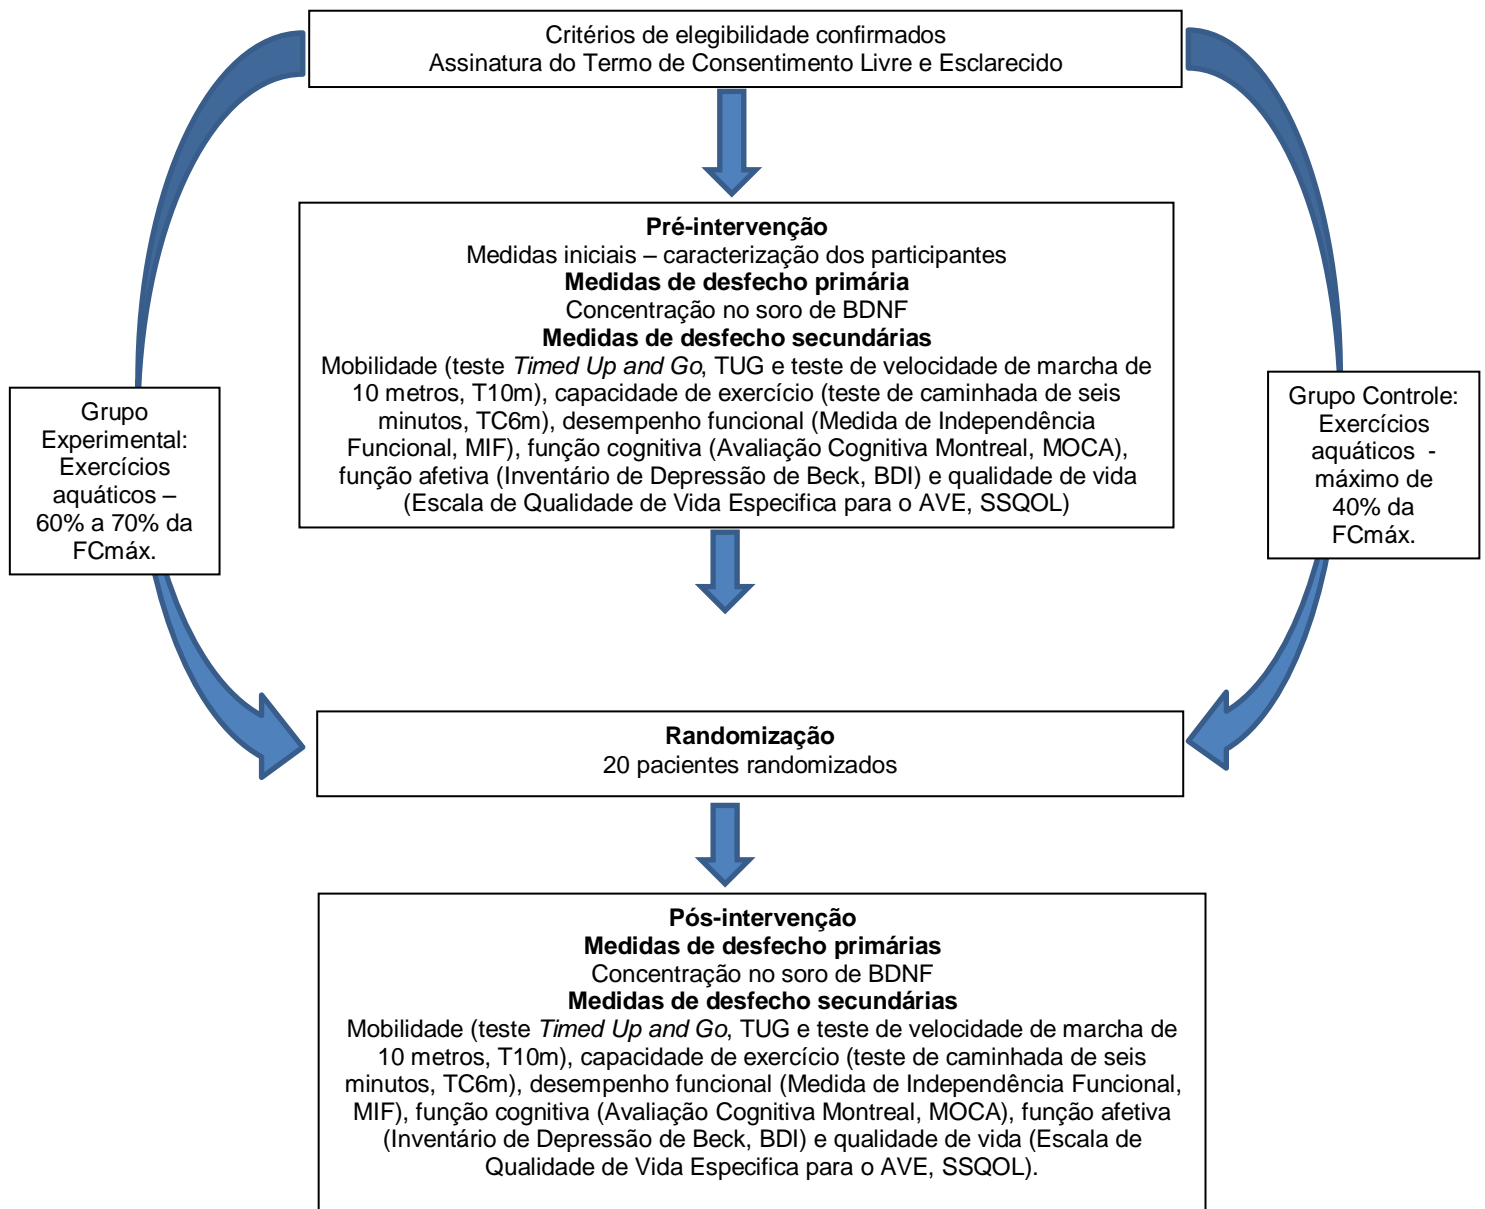 Critérios de elegibilidade confirmados
Assinatura do Termo de Consentimento Livre e Esclarecido
Pré-intervenção
Medidas iniciais – caracterização dos participantes
Medidas de desfecho primária
Concentração no soro de BDNF
Medidas de desfecho secundárias
Mobilidade (teste Timed Up and Go, TUG e teste de velocidade de marcha de
10 metros, T10m), capacidade de exercício (teste de caminhada de seis
minutos, TC6m), desempenho funcional (Medida de Independência
Funcional, MIF), função cognitiva (Avaliação Cognitiva Montreal, MOCA),
função afetiva (Inventário de Depressão de Beck, BDI) e qualidade de vida
(Escala de Qualidade de Vida Especifica para o AVE, SSQOL)
Grupo
Experimental:
Exercícios
aquáticos –
60% a 70% da
FCmáx.
Grupo Controle:
Exercícios
aquáticos -
máximo de
40% da
FCmáx.
Randomização
20 pacientes randomizados
Pós-intervenção
Medidas de desfecho primárias
Concentração no soro de BDNF
Medidas de desfecho secundárias
Mobilidade (teste Timed Up and Go, TUG e teste de velocidade de marcha de
10 metros, T10m), capacidade de exercício (teste de caminhada de seis
minutos, TC6m), desempenho funcional (Medida de Independência Funcional,
MIF), função cognitiva (Avaliação Cognitiva Montreal, MOCA), função afetiva
(Inventário de Depressão de Beck, BDI) e qualidade de vida (Escala de
Qualidade de Vida Especifica para o AVE, SSQOL).